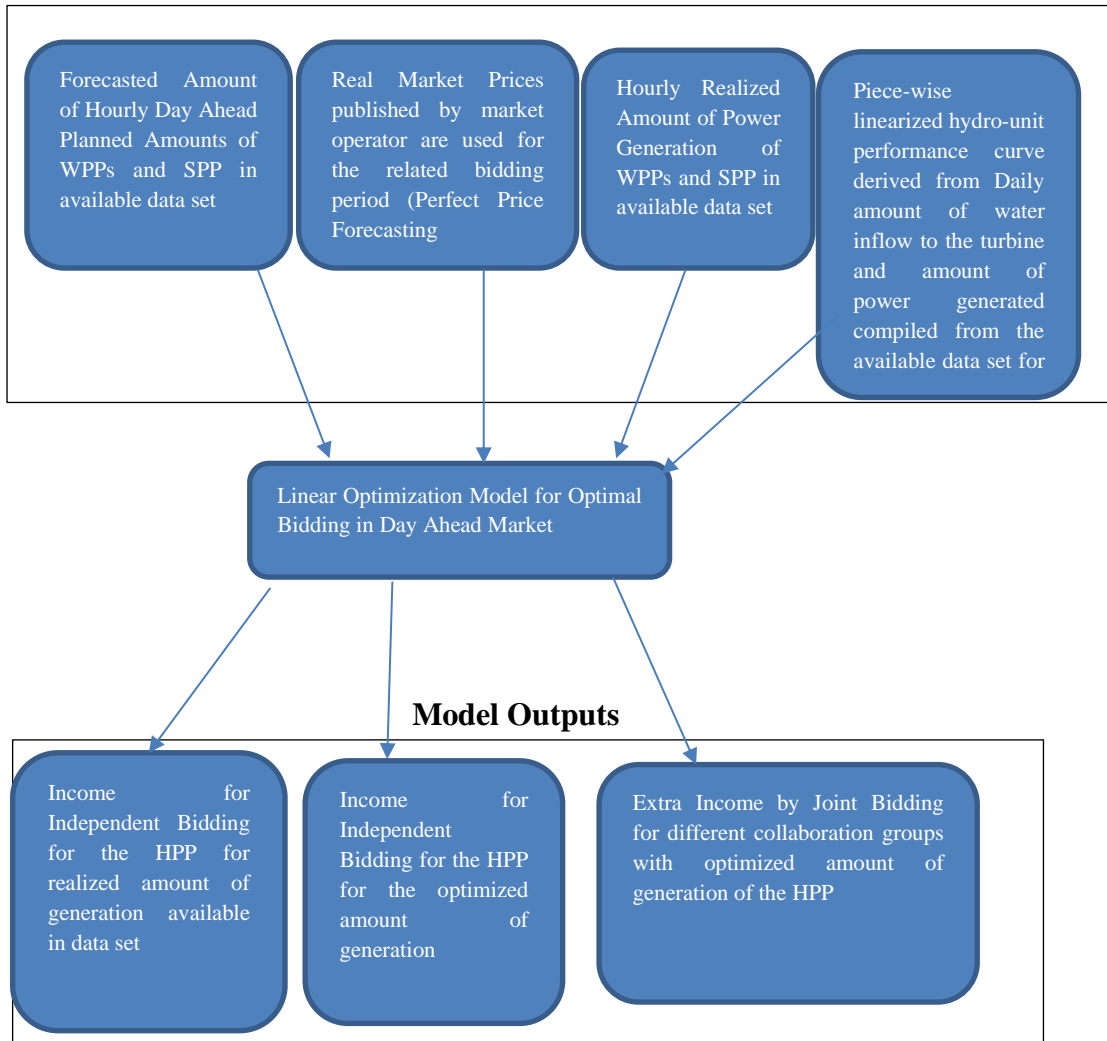 Forecasted Amount
of Hourly Day Ahead
Planned Amounts of
WPPs and SPP in
available data set
Real Market Prices
published by market
operator are used for
the related bidding
period (Perfect Price
Forecasting
Hourly Realized
Amount of Power
Generation of
WPPs and SPP in
available data set
Piece-wise
linearized hydro-unit
performance curve
derived from Daily
amount of water
inflow to the turbine
and amount of
power generated
compiled from the
available data set for
Linear Optimization Model for Optimal
Bidding in Day Ahead Market
Model Outputs
Income for
Independent Bidding
for the HPP for
realized amount of
generation available
in data set
Income for
Independent
Bidding for the HPP
for the optimized
amount of
generation
Extra Income by Joint Bidding
for different collaboration groups
with optimized amount of
generation of the HPP